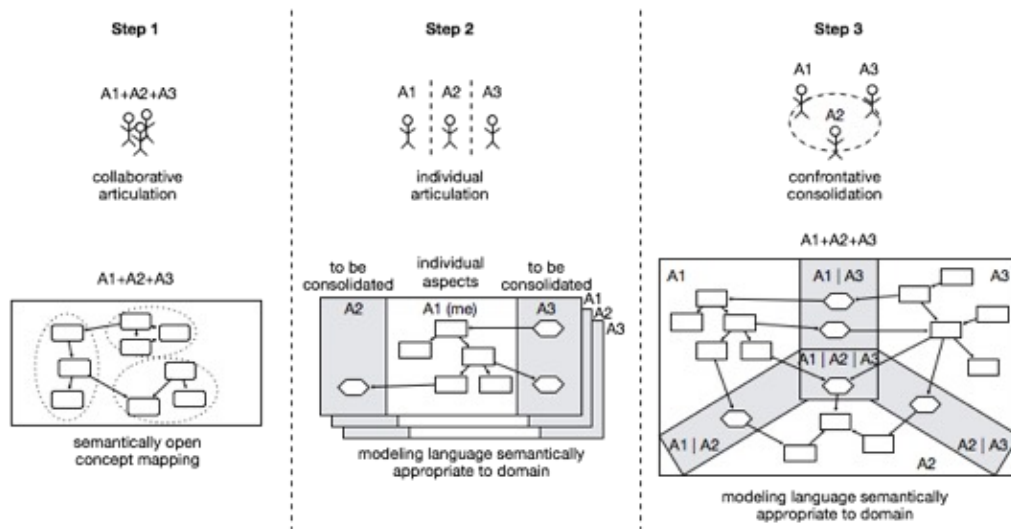 Step 1
A1+A2+A3
collaborative
articulation
A1+A2+A3
semantically open
concept mapping
Step 2
A1 A2 A3
individual
articulation
to be
consolidated
individual
aspects
to be
consolidated
A2
A1 (me)
A3
A1
A2
A3
modeling language semantically
appropriate to domain
Step 3
A1
A3
A2
confrontative
consolidation
A1+A2+A3
A1
A1 | A3
A3
A1 | A2 | A3
A1 | A2
A2 | A3
A2
modeling language semantically
appropriate to domain